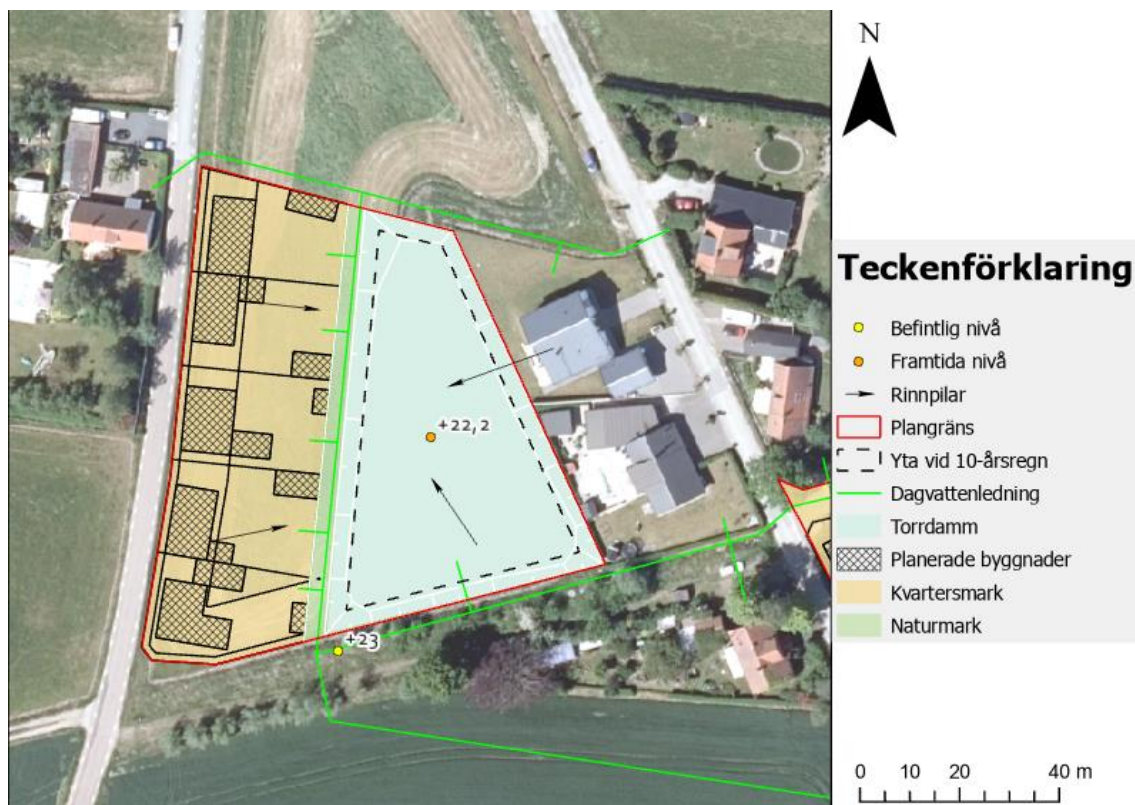 N
+22,2
+23
Teckenförklaring
Befintlig nivå
Framtida nivå
Rinnpilar
Plangräns
Yta vid 10-årsregn
Dagvattenledning
Torrdamm
Planerade byggnader
Kvartersmark
Naturmark
0 10 20 40 m